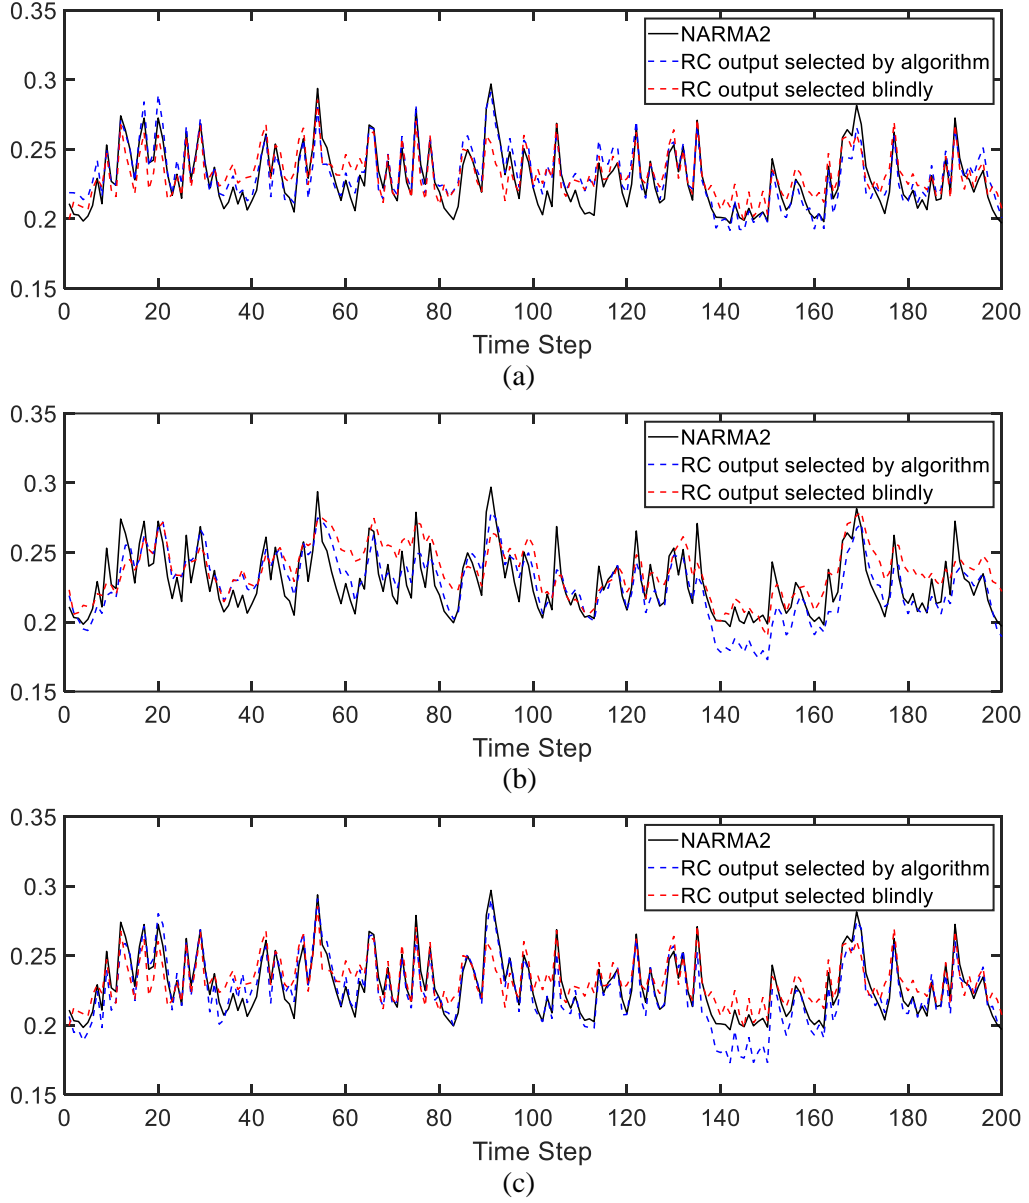 0.35
NARMA2
RC output selected by algorithm
RC output selected blindly
0.3
0.25
0.2
0.15
0 20 40 60 80 100 120 140 160 180 200
Time Step
(a)
0.35
NARMA2
RC output selected by algorithm
RC output selected blindly
0.3
0.25
0.2
0.15
0 20 40 60 80 100 120 140 160 180 200
Time Step
(b)
0.35
NARMA2
RC output selected by algorithm
RC output selected blindly
0.3
0.25
0.2
0.15
0 20 40 60 80 100 120 140 160 180 200
Time Step
(c)